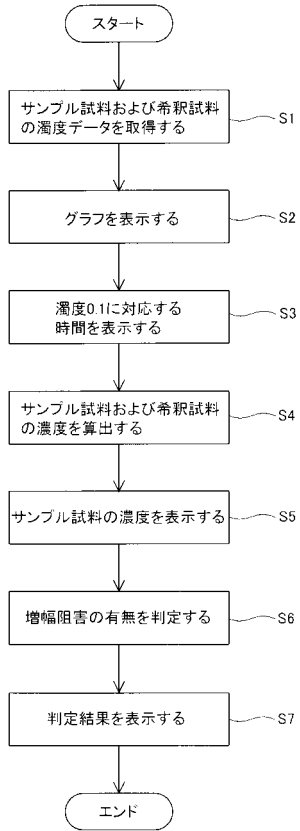 スタート
サンプル試料および希釈試料
の濁度データを取得する
S1
グラフを表示する
S2
濁度0.1に対応する
時間を表示する
S3
サンプル試料および希釈試料
の濃度を算出する
S4
サンプル試料の濃度を表示する
S5
増幅阻害の有無を判定する
S6
判定結果を表示する
S7
エンド